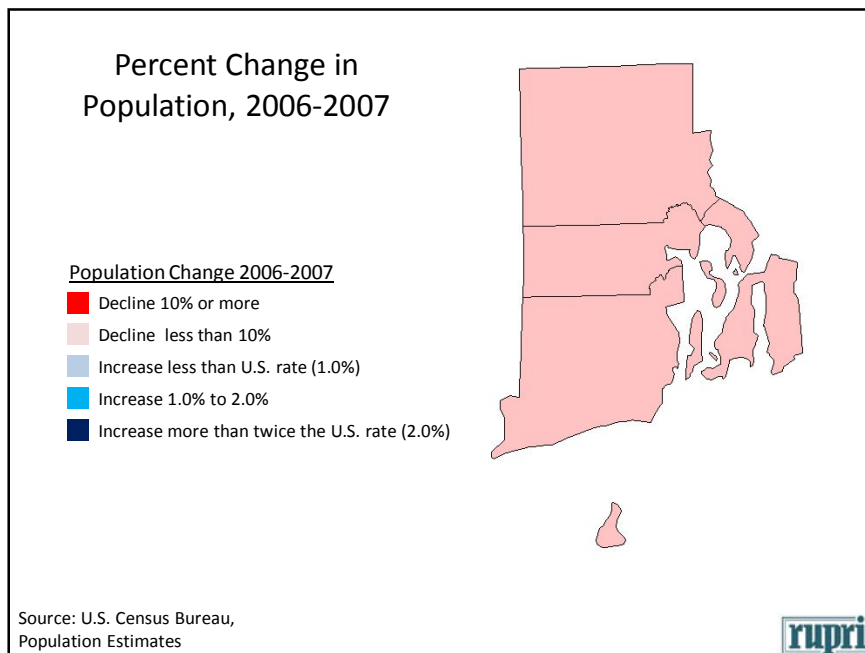 Percent Change in
Population, 2006-2007
Population Change 2006-2007
Decline 10% or more
Decline less than 10%
Increase less than U.S. rate (1.0%)
Increase 1.0% to 2.0%
Increase more than twice the U.S. rate (2.0%)
Source: U.S. Census Bureau,
Population Estimates
rupri